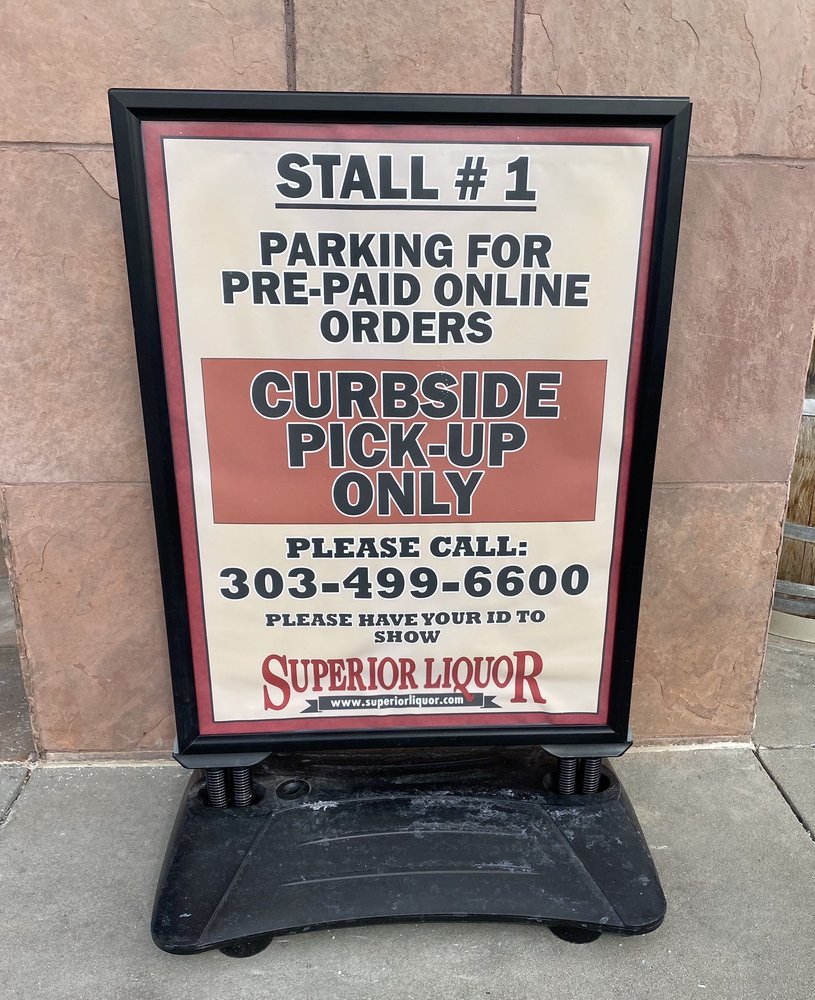 STALL # 1
PARKING FOR
PRE-PAID ONLINE
ORDERS
CURBSIDE
PICK-UP
ONLY
PLEASE CALL:
303-499-6600
PLEASE HAVE YOUR ID TO
SHOW
SUPERIOR LIQUOR
www.superiorliquor.com